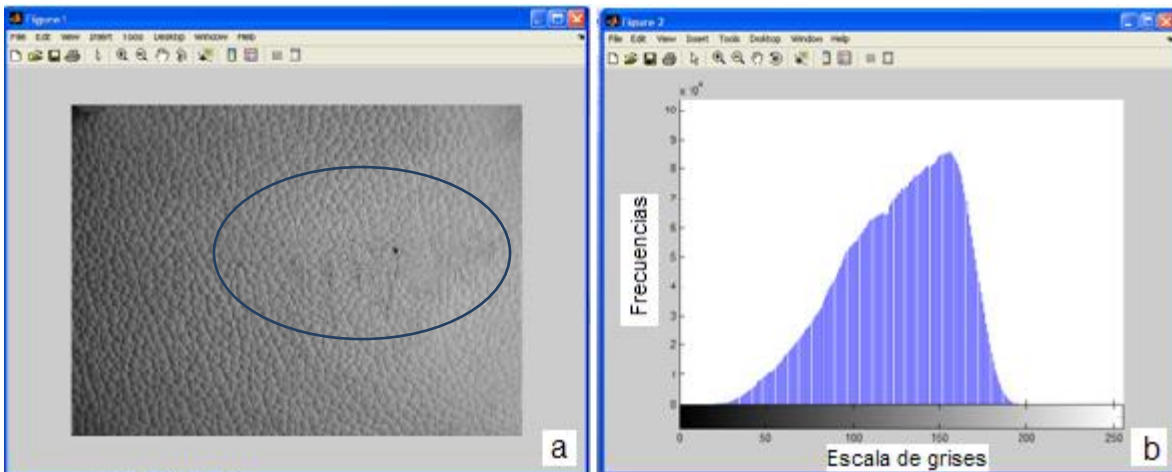 Figure 1
File Edit View Insert Tools Desktop Window Help
a
Figure 2
File Edit View Insert Tools Desktop Window Help
x 10⁴
10
9
8
7
6
5
4
3
2
1
0
Frecuencias
0 50 100 150 200 250
Escala de grises
b